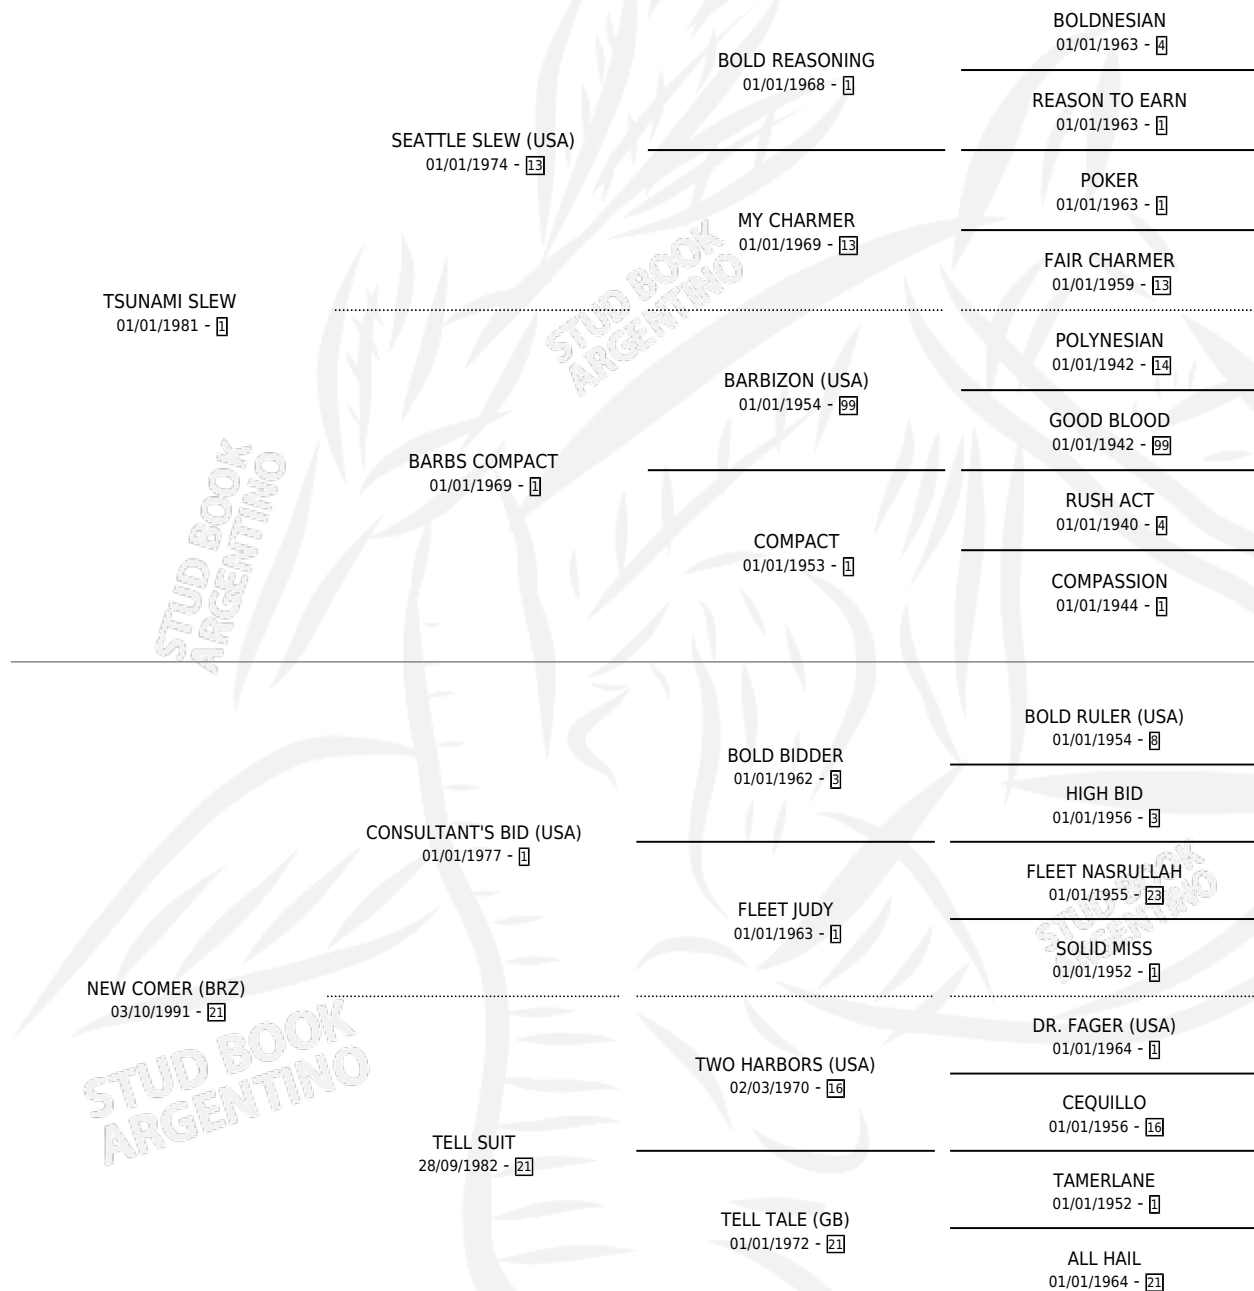 BOLDNESIAN
01/01/1963 - 4
BOLD REASONING
01/01/1968 - 1
REASON TO EARN
01/01/1963 - 1
SEATTLE SLEW (USA)
01/01/1974 - 13
POKER
01/01/1963 - 1
MY CHARMER
01/01/1969 - 13
FAIR CHARMER
01/01/1959 - 13
TSUNAMI SLEW
01/01/1981 - 1
STUD BOOK
ARGENTINO
POLYNESIAN
01/01/1942 - 14
BARBIZON (USA)
01/01/1954 - 99
GOOD BLOOD
01/01/1942 - 99
BARBS COMPACT
01/01/1969 - 1
RUSH ACT
01/01/1940 - 4
COMPACT
01/01/1953 - 1
COMPASSION
01/01/1944 - 1
STUD BOOK
ARGENTINO
BOLD RULER (USA)
01/01/1954 - 8
BOLD BIDDER
01/01/1962 - 3
HIGH BID
01/01/1956 - 3
CONSULTANT'S BID (USA)
01/01/1977 - 1
FLEET NASRULLAH
01/01/1955 - 23
FLEET JUDY
01/01/1963 - 1
STUD BOOK
ARGENTINO
SOLID MISS
01/01/1952 - 1
NEW COMER (BRZ)
03/10/1991 - 21
STUD BOOK
ARGENTINO
DR. FAGER (USA)
01/01/1964 - 1
TWO HARBORS (USA)
02/03/1970 - 16
CEQUILLO
01/01/1956 - 16
TELL SUIT
28/09/1982 - 21
TAMERLANE
01/01/1952 - 1
TELL TALE (GB)
01/01/1972 - 21
ALL HAIL
01/01/1964 - 21